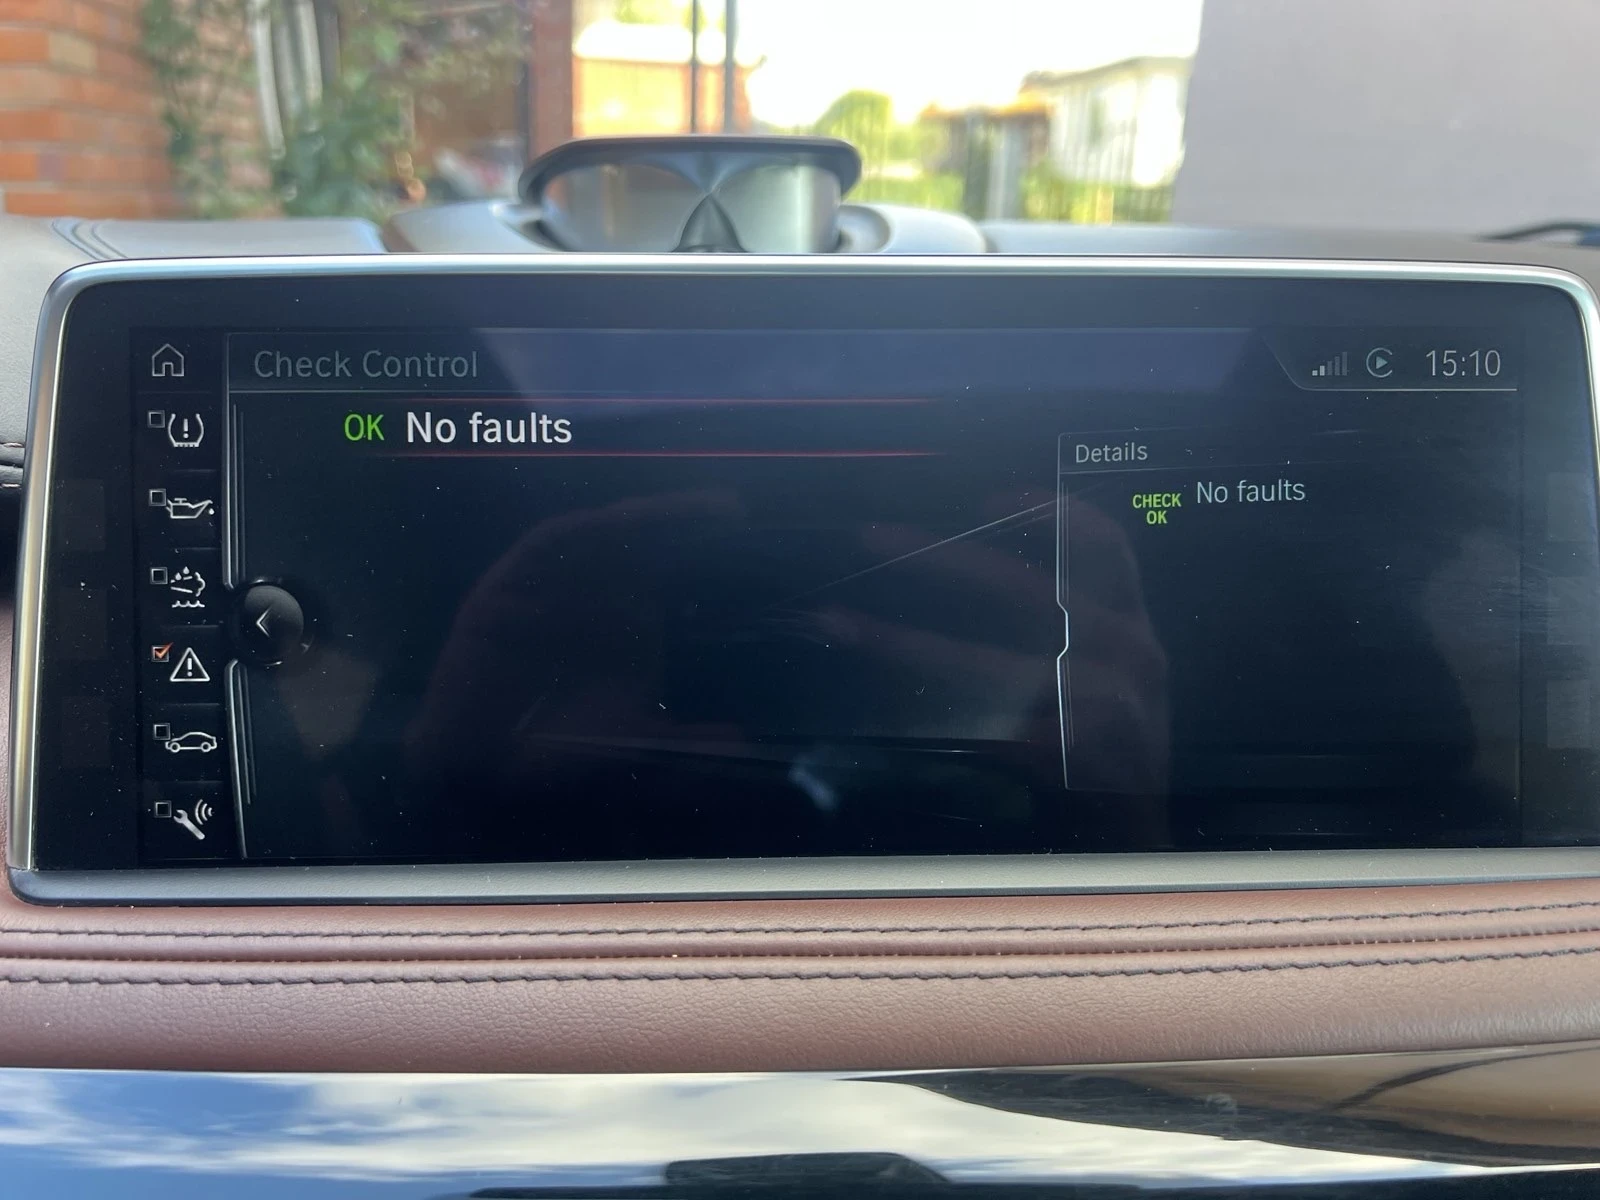 Check Control
15:10
OK No faults
Details
CHECK OK No faults